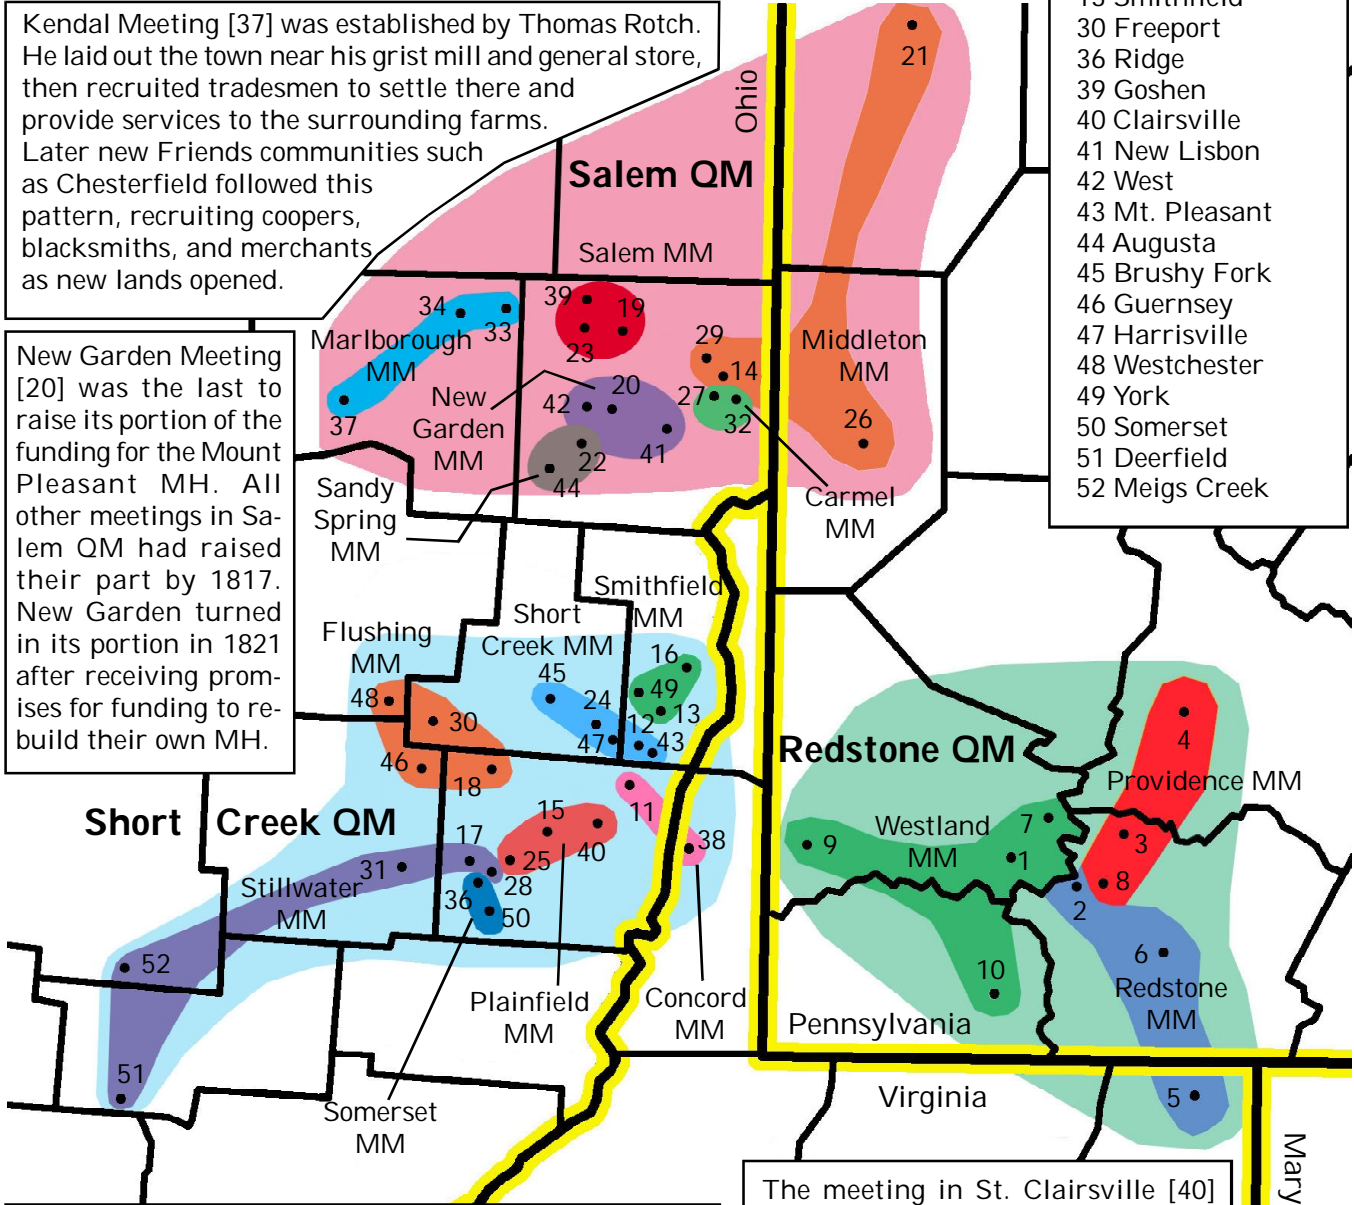 Kendal Meeting [37] was established by Thomas Rotch.
He laid out the town near his grist mill and general store,
then recruited tradesmen to settle there and
provide services to the surrounding farms.
Later new Friends communities such
as Chesterfield followed this
pattern, recruiting coopers,
blacksmiths, and merchants
as new lands opened.
New Garden Meeting
[20] was the last to
raise its portion of the
funding for the Mount
Pleasant MH. All
other meetings in Sa-
lem QM had raised
their part by 1817.
New Garden turned
in its portion in 1821
after receiving prom-
ises for funding to re-
build their own MH.
13 Smithfield
30 Freeport
36 Ridge
39 Goshen
40 Clairsville
41 New Lisbon
42 West
43 Mt. Pleasant
44 Augusta
45 Brushy Fork
46 Guernsey
47 Harrisville
48 Westchester
49 York
50 Somerset
51 Deerfield
52 Meigs Creek
Ohio
21
Salem QM
Salem MM
34
33
Marlborough
MM
37
39
19
23
29
14
Middleton
MM
26
New
Garden
MM
20
42
41
27
32
22
44
Sandy
Spring
MM
Carmel
MM
Smithfield
MM
Short
Creek MM
Flushing
MM
16
49
13
45
24
12
47
43
48
30
46
18
Short Creek QM
11
38
15
40
25
17
28
31
36
50
Stillwater
MM
52
51
Plainfield
MM
Concord
MM
Somerset
MM
Redstone QM
4
Providence MM
3
8
Westland
MM
7
9
1
2
10
6
Redstone
MM
5
Pennsylvania
Virginia
Mary
The meeting in St. Clairsville [40]